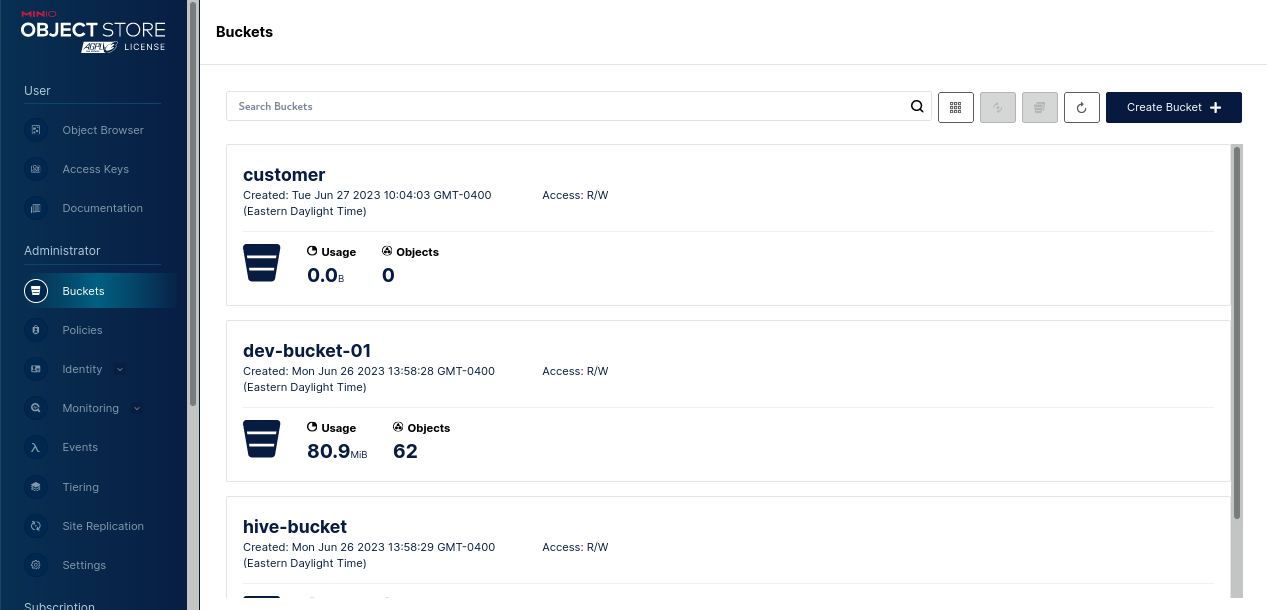 MINIO
OBJECT STORE
AGPLv3 LICENSE
User
Object Browser
Access Keys
Documentation
Administrator
Buckets
Policies
Identity
Monitoring
Events
Tiering
Site Replication
Settings
Subscription
Buckets
Search Buckets
Create Bucket
customer
Created: Tue Jun 27 2023 10:04:03 GMT-0400
(Eastern Daylight Time)
Access: R/W
Usage Objects
0.0B 0
dev-bucket-01
Created: Mon Jun 26 2023 13:58:28 GMT-0400
(Eastern Daylight Time)
Access: R/W
Usage Objects
80.9MiB 62
hive-bucket
Created: Mon Jun 26 2023 13:58:29 GMT-0400
(Eastern Daylight Time)
Access: R/W